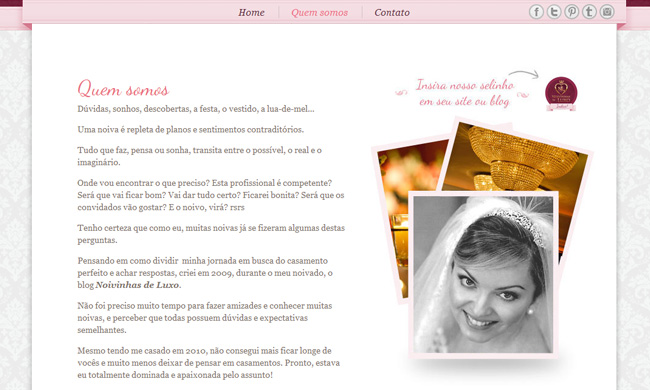 Home Quem somos Contato
Quem somos
Dúvidas, sonhos, descobertas, a festa, o vestido, a lua-de-mel...
Uma noiva é repleta de planos e sentimentos contraditórios.
Tudo que faz, pensa ou sonha, transita entre o possível, o real e o
imaginário.
Onde vou encontrar o que preciso? Esta profissional é competente?
Será que vai ficar bom? Vai dar tudo certo? Ficarei bonita? Será que os
convidados vão gostar? E o noivo, virá? rsrs
Tenho certeza que como eu, muitas noivas já se fizeram algumas destas
perguntas.
Pensando em como dividir minha jornada em busca do casamento
perfeito e achar respostas, criei em 2009, durante o meu noivado, o
blog Noivinhas de Luxo.
Não foi preciso muito tempo para fazer amizades e conhecer muitas
noivas, e perceber que todas possuem dúvidas e expectativas
semelhantes.
Mesmo tendo me casado em 2010, não consegui mais ficar longe de
vocês e muito menos deixar de pensar em casamentos. Pronto, estava
eu totalmente dominada e apaixonada pelo assunto!
Insira nosso selinho
em seu site ou blog